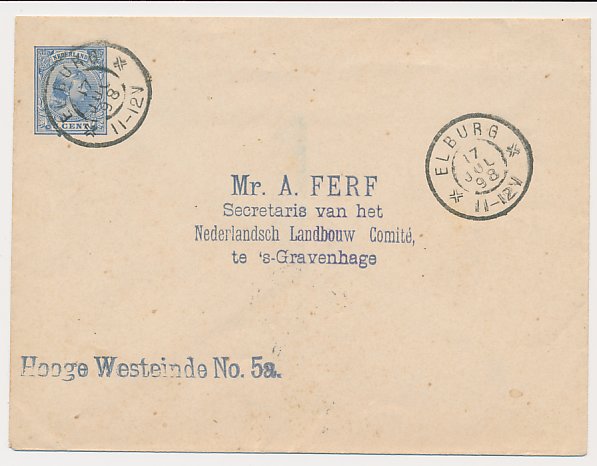 NEDERLAND
CENT
ELBURG
17
JUL
98
11-12V
ELBURG
17
JUL
98
11-12V
Mr. A. FERF
Secretaris van het
Nederlandsch Landbouw Comité,
te 's-Gravenhage
Hooge Westeinde No. 5a.